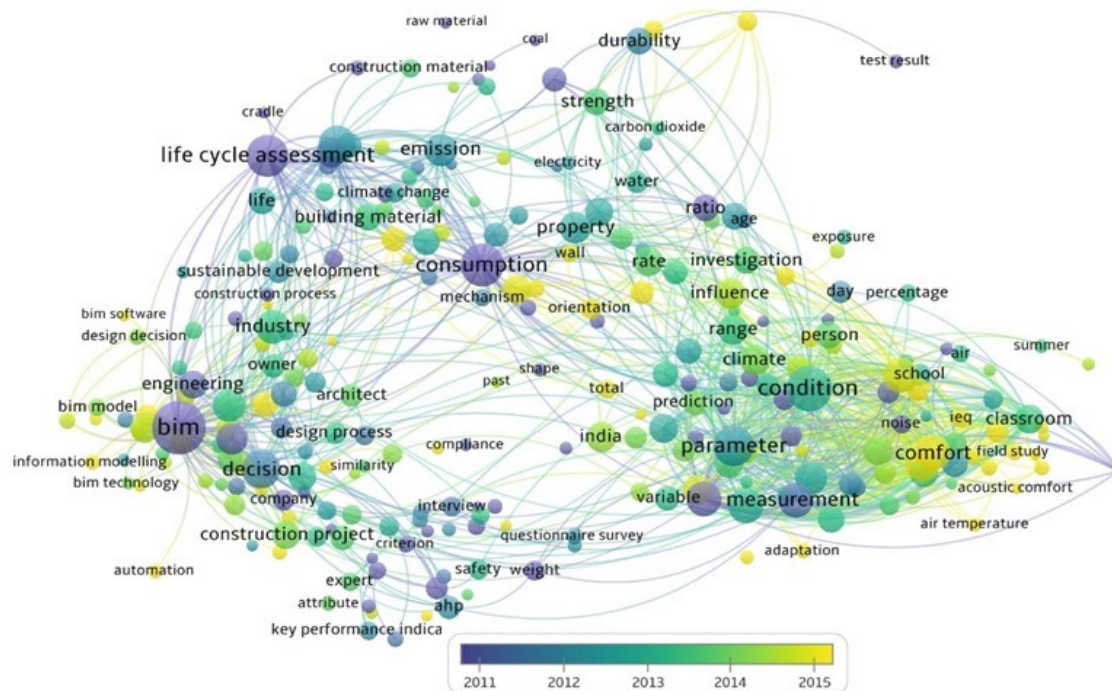 raw material
coal
durability
test result
construction material
strength
cradle
carbon dioxide
life cycle assessment
emission
electricity
climate change
water
life
building material
ratio
age
property
exposure
consumption
wall
rate
investigation
sustainable development
construction process
mechanism
influence
day
percentage
orientation
bim software
design decision
industry
range
person
owner
climate
air
summer
engineering
past
shape
total
condition
school
bim model
architect
prediction
bim
noise
ieq
classroom
design process
compliance
india
parameter
comfort
field study
information modelling
decision
similarity
bim technology
company
variable
measurement
acoustic comfort
interview
construction project
criterion
questionnaire survey
air temperature
adaptation
automation
expert
safety
weight
attribute
ahp
key performance indica
2011
2012
2013
2014
2015